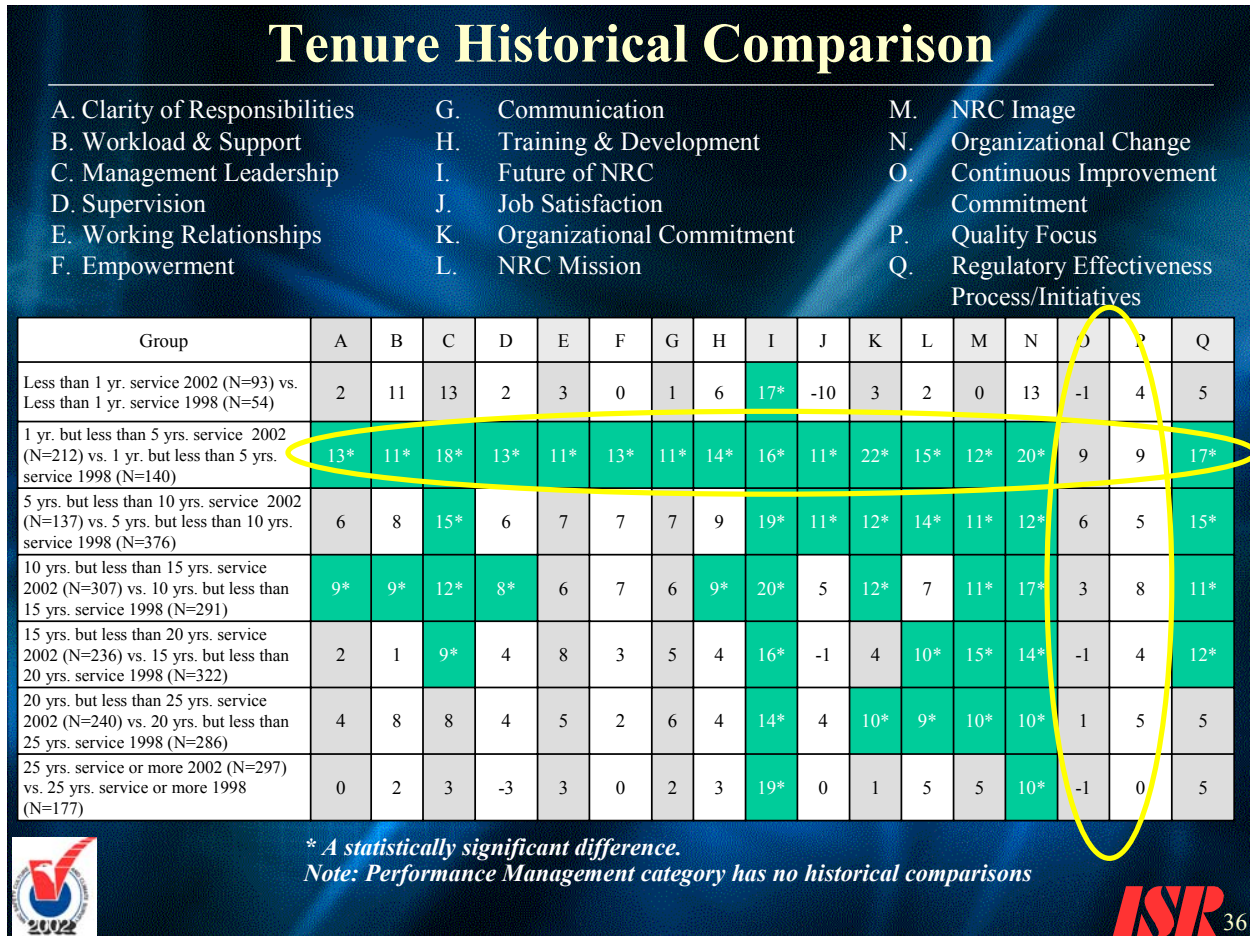 Tenure Historical Comparison
A. Clarity of Responsibilities
B. Workload & Support
C. Management Leadership
D. Supervision
E. Working Relationships
F. Empowerment
G. Communication
H. Training & Development
I. Future of NRC
J. Job Satisfaction
K. Organizational Commitment
L. NRC Mission
M. NRC Image
N. Organizational Change
O. Continuous Improvement
Commitment
P. Quality Focus
Q. Regulatory Effectiveness
Process/Initiatives
Group A B C D E F G H I J K L M N O P Q
Less than 1 yr. service 2002 (N=93) vs.
Less than 1 yr. service 1998 (N=54)
2 11 13 2 3 0 1 6 17* -10 3 2 0 13 -1 4 5
1 yr. but less than 5 yrs. service 2002
(N=212) vs. 1 yr. but less than 5 yrs.
service 1998 (N=140)
13* 11* 18* 13* 11* 13* 11* 14* 16* 11* 22* 15* 12* 20* 9 9 17*
5 yrs. but less than 10 yrs. service 2002
(N=137) vs. 5 yrs. but less than 10 yrs.
service 1998 (N=376)
6 8 15* 6 7 7 7 9 19* 11* 12* 14* 11* 12* 6 5 15*
10 yrs. but less than 15 yrs. service
2002 (N=307) vs. 10 yrs. but less than
15 yrs. service 1998 (N=291)
9* 9* 12* 8* 6 7 6 9* 20* 5 12* 7 11* 17* 3 8 11*
15 yrs. but less than 20 yrs. service
2002 (N=236) vs. 15 yrs. but less than
20 yrs. service 1998 (N=322)
2 1 9* 4 8 3 5 4 16* -1 4 10* 15* 14* -1 4 12*
20 yrs. but less than 25 yrs. service
2002 (N=240) vs. 20 yrs. but less than
25 yrs. service 1998 (N=286)
4 8 8 4 5 2 6 4 14* 4 10* 9* 10* 10* 1 5 5
25 yrs. service or more 2002 (N=297)
vs. 25 yrs. service or more 1998
(N=177)
0 2 3 -3 3 0 2 3 19* 0 1 5 5 10* -1 0 5
* A statistically significant difference.
Note: Performance Management category has no historical comparisons
2002
ISR
36